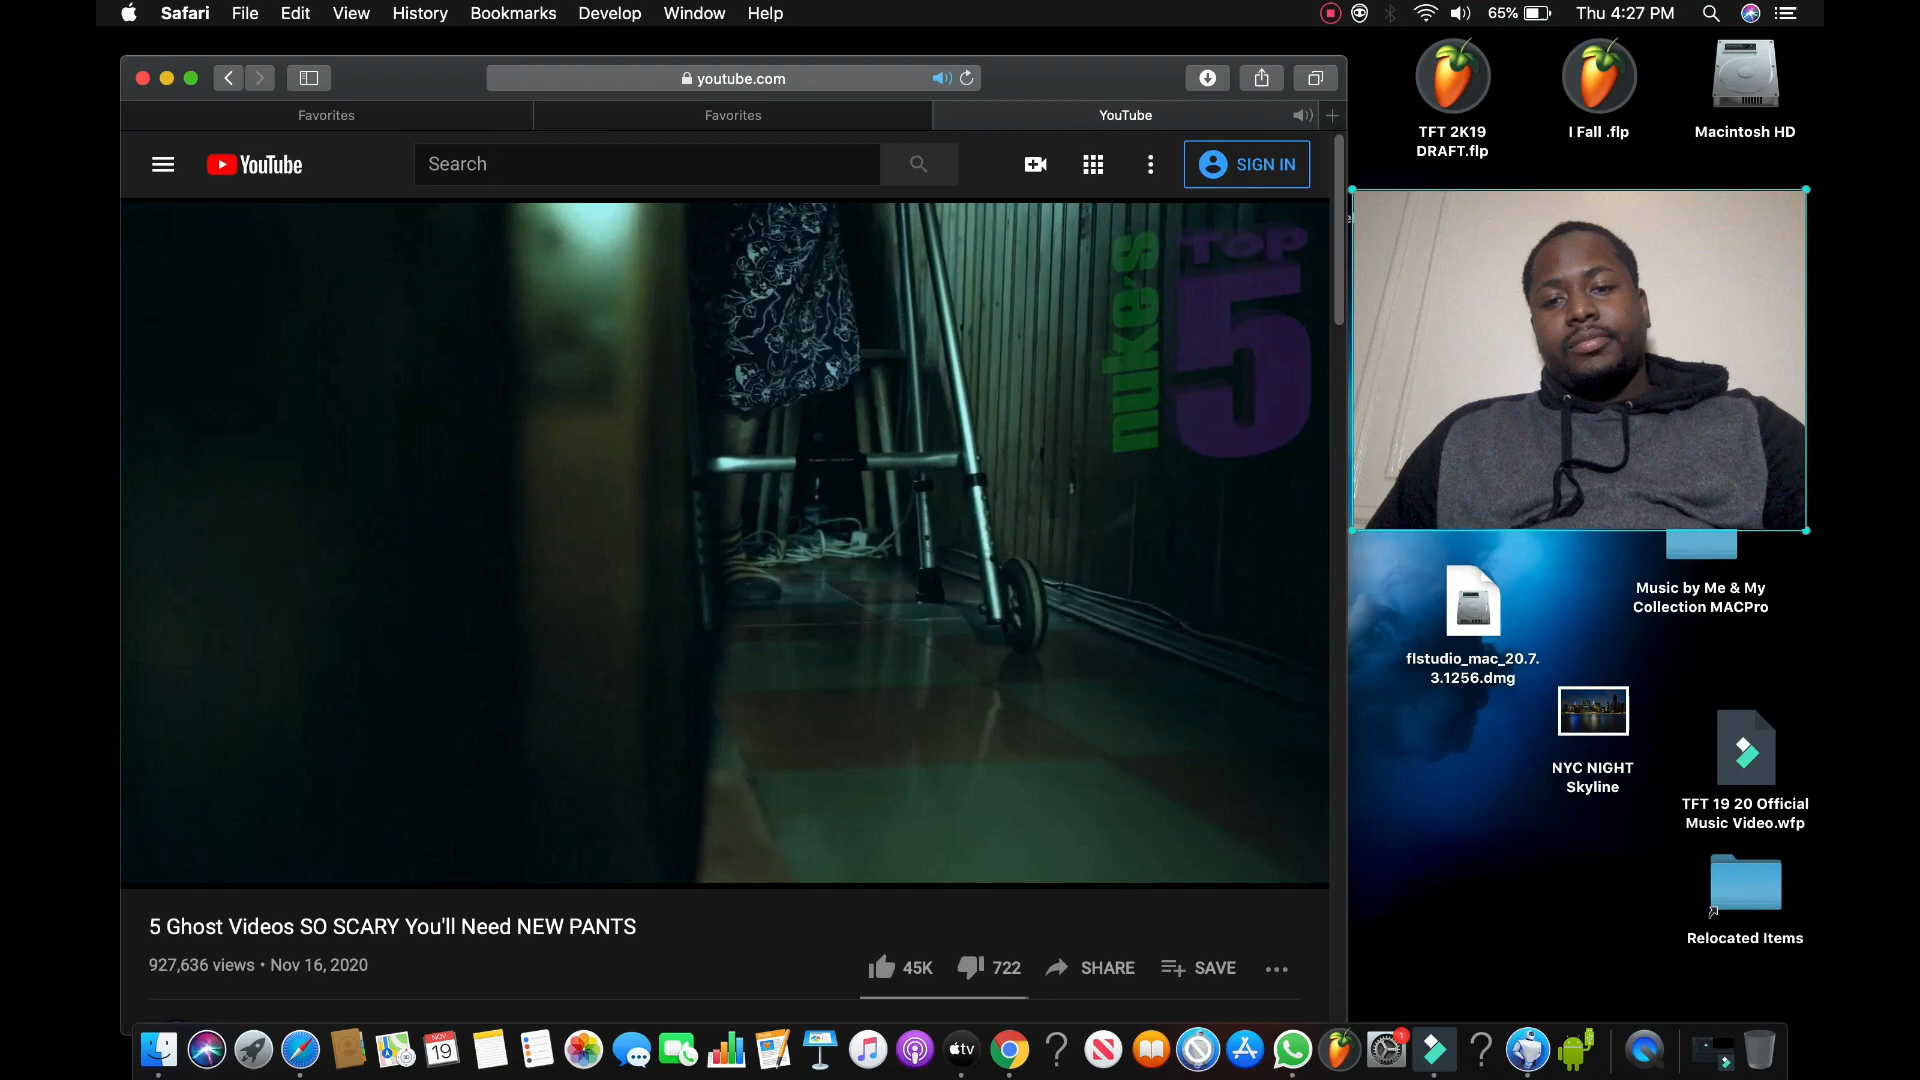 Safari File Edit View History Bookmarks Develop Window Help
65% Thu 4:27 PM
youtube.com
Favorites
Favorites
YouTube
YouTube
Search
SIGN IN
nuke's
TOP
5
5 Ghost Videos SO SCARY You'll Need NEW PANTS
927,636 views • Nov 16, 2020
45K
722
SHARE
SAVE
TFT 2K19
DRAFT.flp
I Fall .flp
Macintosh HD
Music by Me & My
Collection MACPro
flstudio_mac_20.7.
3.1256.dmg
NYC NIGHT
Skyline
TFT 19 20 Official
Music Video.wfp
Relocated Items
NOV
19
tv
1